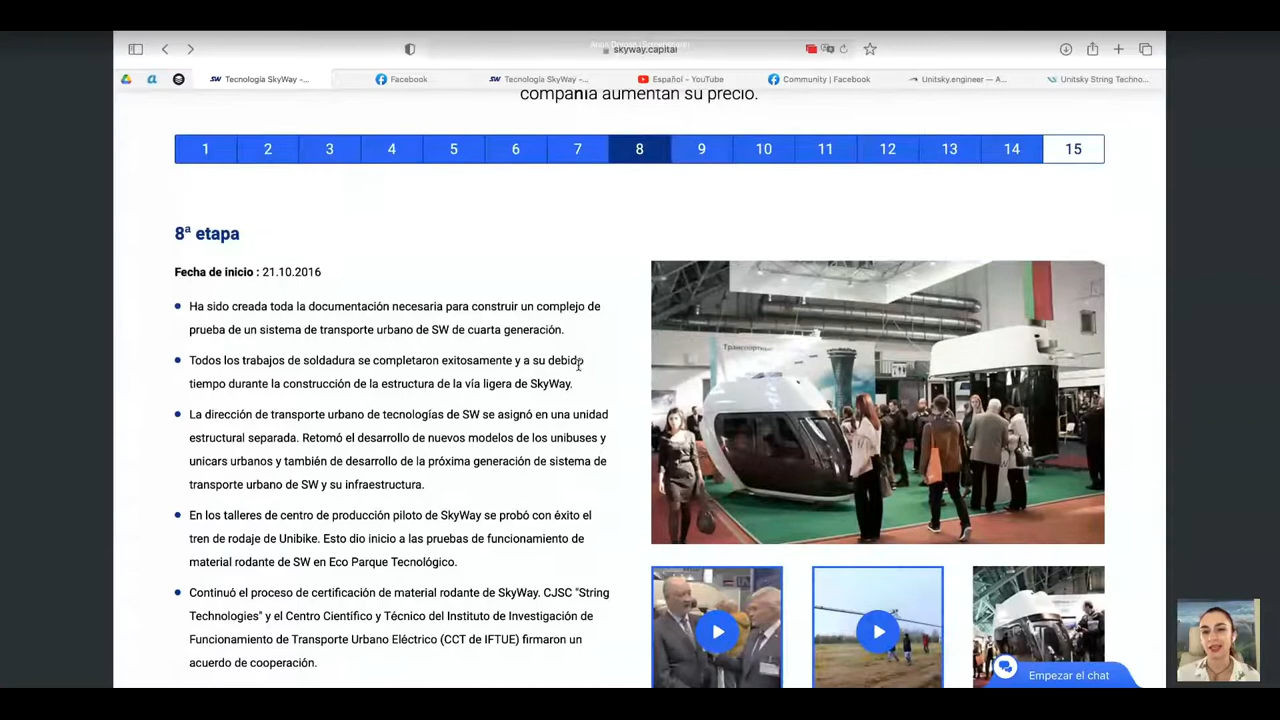 skyway.capital
Tecnología SkyWay –...
Facebook
Tecnología SkyWay –...
Español – YouTube
Community | Facebook
Unitsky.engineer — A...
Unitsky String Techno...
compañía aumentan su precio.
1 2 3 4 5 6 7 8 9 10 11 12 13 14 15
8ª etapa
Fecha de inicio : 21.10.2016
Ha sido creada toda la documentación necesaria para construir un complejo de
prueba de un sistema de transporte urbano de SW de cuarta generación.
Todos los trabajos de soldadura se completaron exitosamente y a su debido
tiempo durante la construcción de la estructura de la vía ligera de SkyWay.
La dirección de transporte urbano de tecnologías de SW se asignó en una unidad
estructural separada. Retomó el desarrollo de nuevos modelos de los unibuses y
unicars urbanos y también de desarrollo de la próxima generación de sistema de
transporte urbano de SW y su infraestructura.
En los talleres de centro de producción piloto de SkyWay se probó con éxito el
tren de rodaje de Unibike. Esto dio inicio a las pruebas de funcionamiento de
material rodante de SW en Eco Parque Tecnológico.
Continuó el proceso de certificación de material rodante de SkyWay. CJSC "String
Technologies" y el Centro Científico y Técnico del Instituto de Investigación de
Funcionamiento de Transporte Urbano Eléctrico (CCT de IFTUE) firmaron un
acuerdo de cooperación.
Empezar el chat